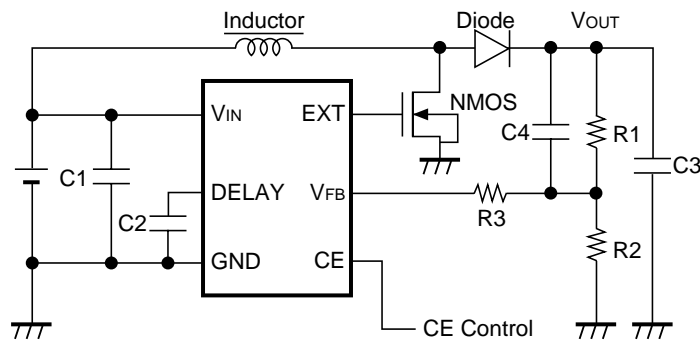 Inductor
Diode
VOUT
VIN
EXT
NMOS
C4
R1
C3
C1
DELAY
VFB
C2
R3
R2
GND
CE
CE Control